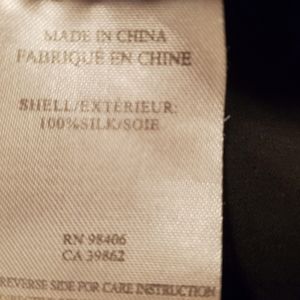 MADE IN CHINA
FABRIQUÉ EN CHINE
SHELL/EXTÉRIEUR:
100%SILK/SOIE
RN 98406
CA 39862
REVERSE SIDE FOR CARE INSTRUCTION